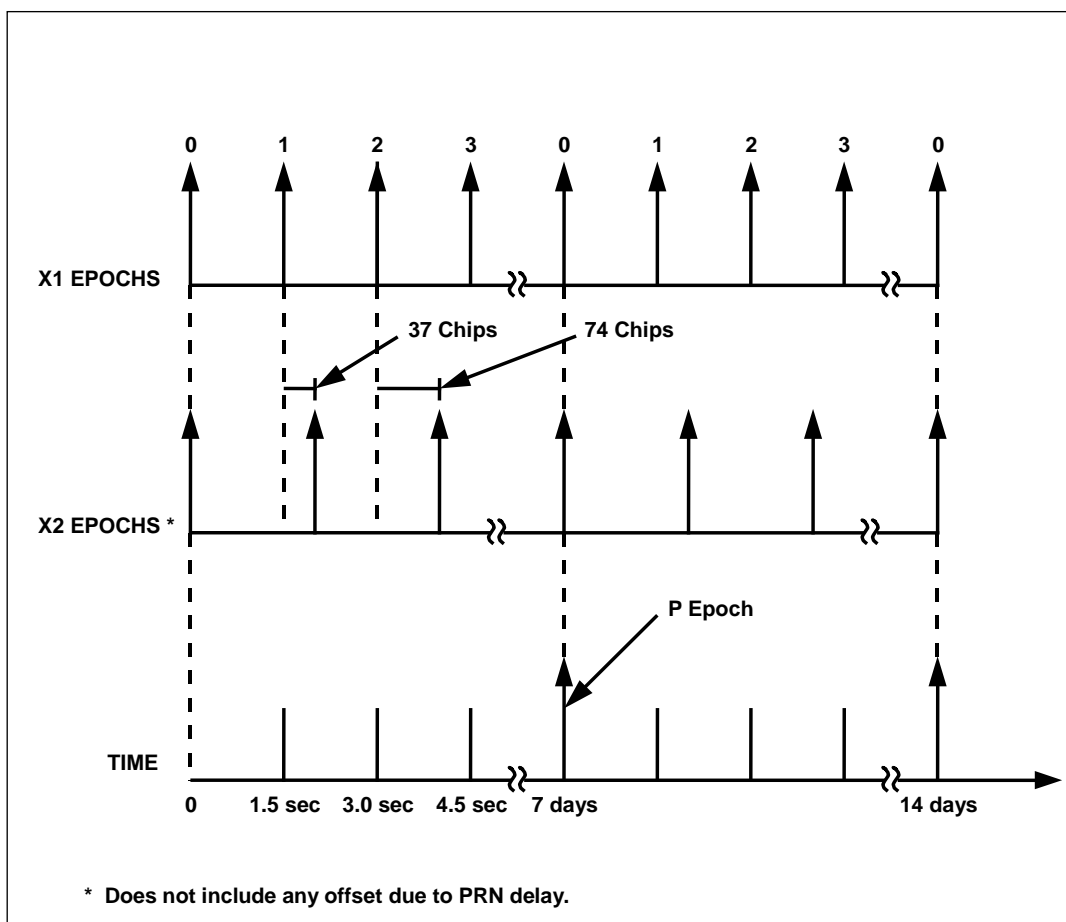 0 1 2 3 0 1 2 3 0
X1 EPOCHS
37 Chips 74 Chips
X2 EPOCHS *
P Epoch
TIME
0 1.5 sec 3.0 sec 4.5 sec 7 days 14 days
* Does not include any offset due to PRN delay.